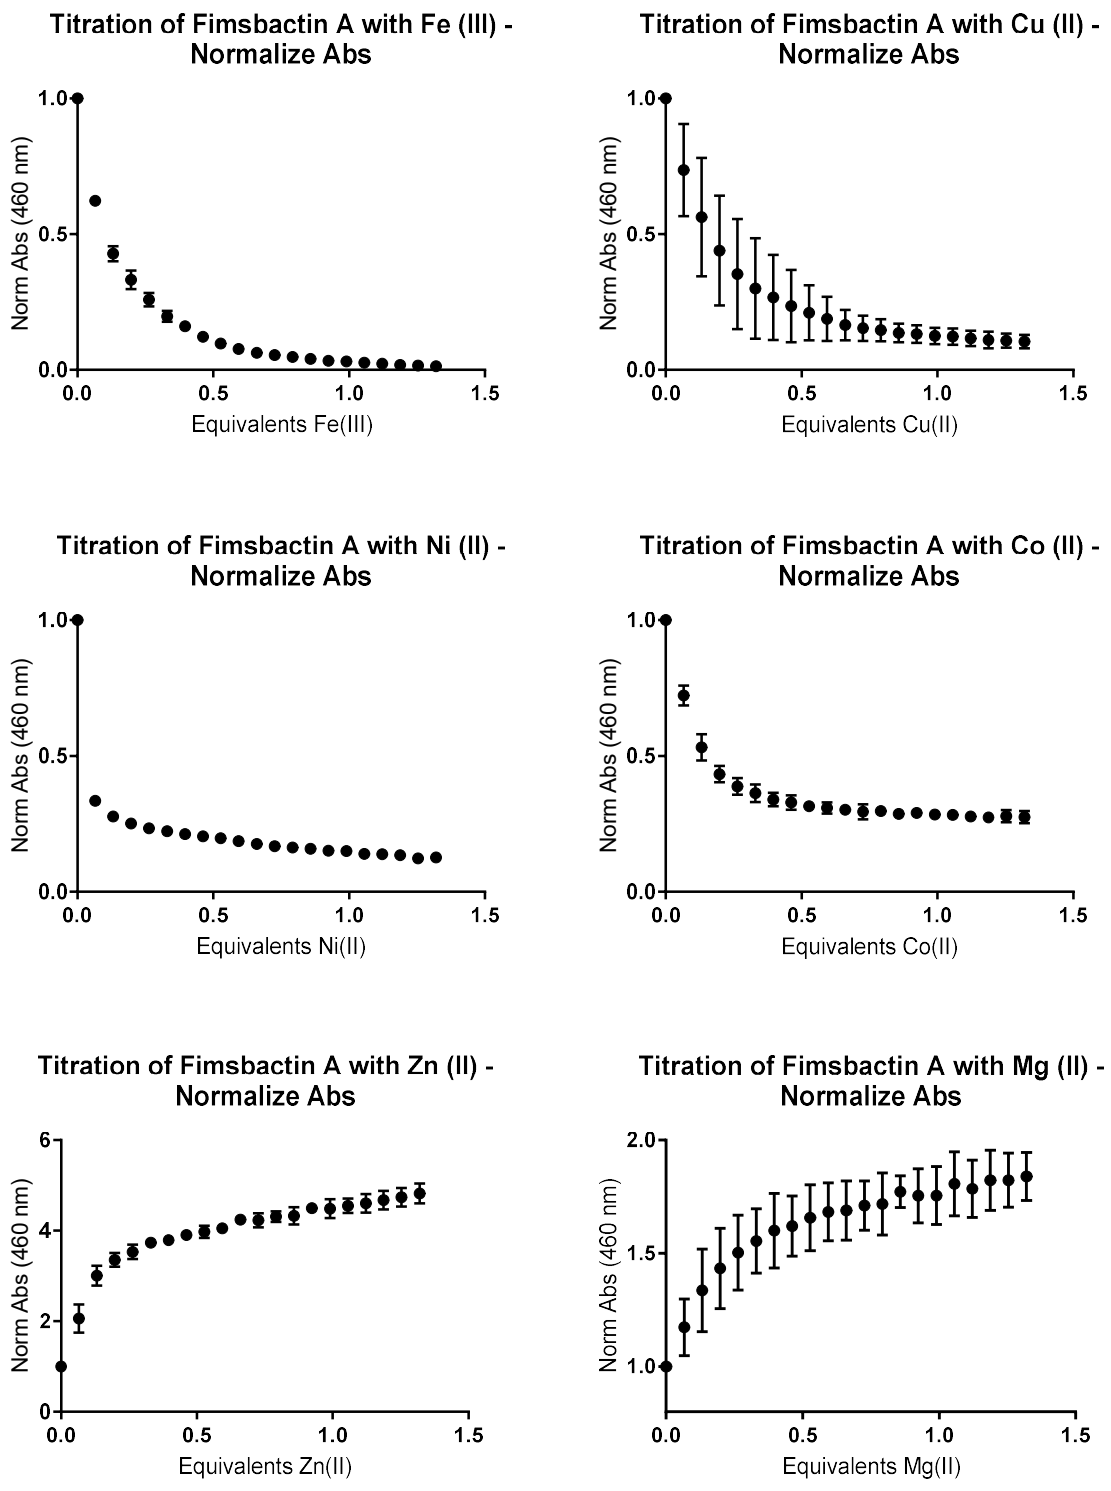 Titration of Fimsbactin A with Fe (III) -
Normalize Abs
1.0
0.5
0.0
Norm Abs (460 nm)
0.0 0.5 1.0 1.5
Equivalents Fe(III)
Titration of Fimsbactin A with Cu (II) -
Normalize Abs
1.0
0.5
0.0
Norm Abs (460 nm)
0.0 0.5 1.0 1.5
Equivalents Cu(II)
Titration of Fimsbactin A with Ni (II) -
Normalize Abs
1.0
0.5
0.0
Norm Abs (460 nm)
0.0 0.5 1.0 1.5
Equivalents Ni(II)
Titration of Fimsbactin A with Co (II) -
Normalize Abs
1.0
0.5
0.0
Norm Abs (460 nm)
0.0 0.5 1.0 1.5
Equivalents Co(II)
Titration of Fimsbactin A with Zn (II) -
Normalize Abs
6
4
2
0
Norm Abs (460 nm)
0.0 0.5 1.0 1.5
Equivalents Zn(II)
Titration of Fimsbactin A with Mg (II) -
Normalize Abs
2.0
1.5
1.0
Norm Abs (460 nm)
0.0 0.5 1.0 1.5
Equivalents Mg(II)